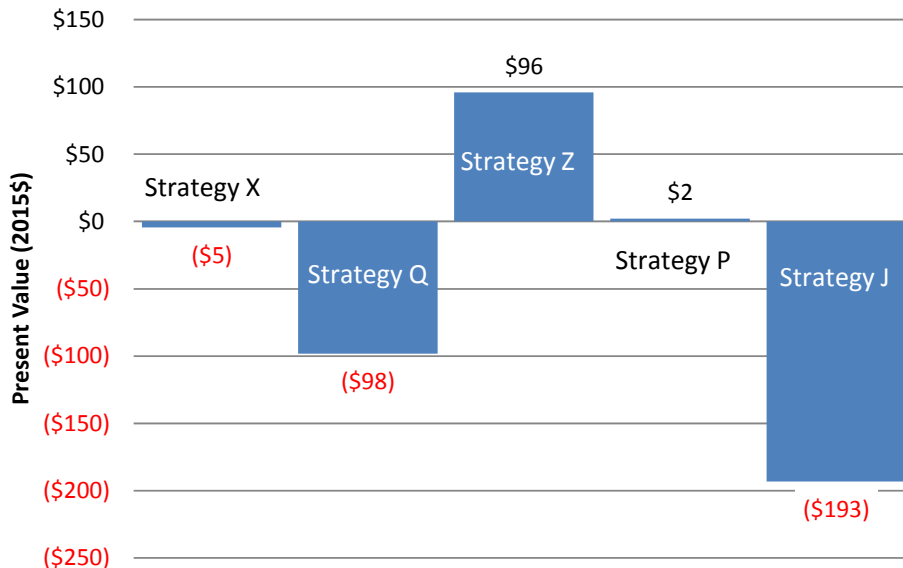 $150
$100
$50
$0
($50)
($100)
($150)
($200)
($250)
Present Value (2015$)
Strategy X
($5)
Strategy Q
($98)
$96
Strategy Z
$2
Strategy P
Strategy J
($193)